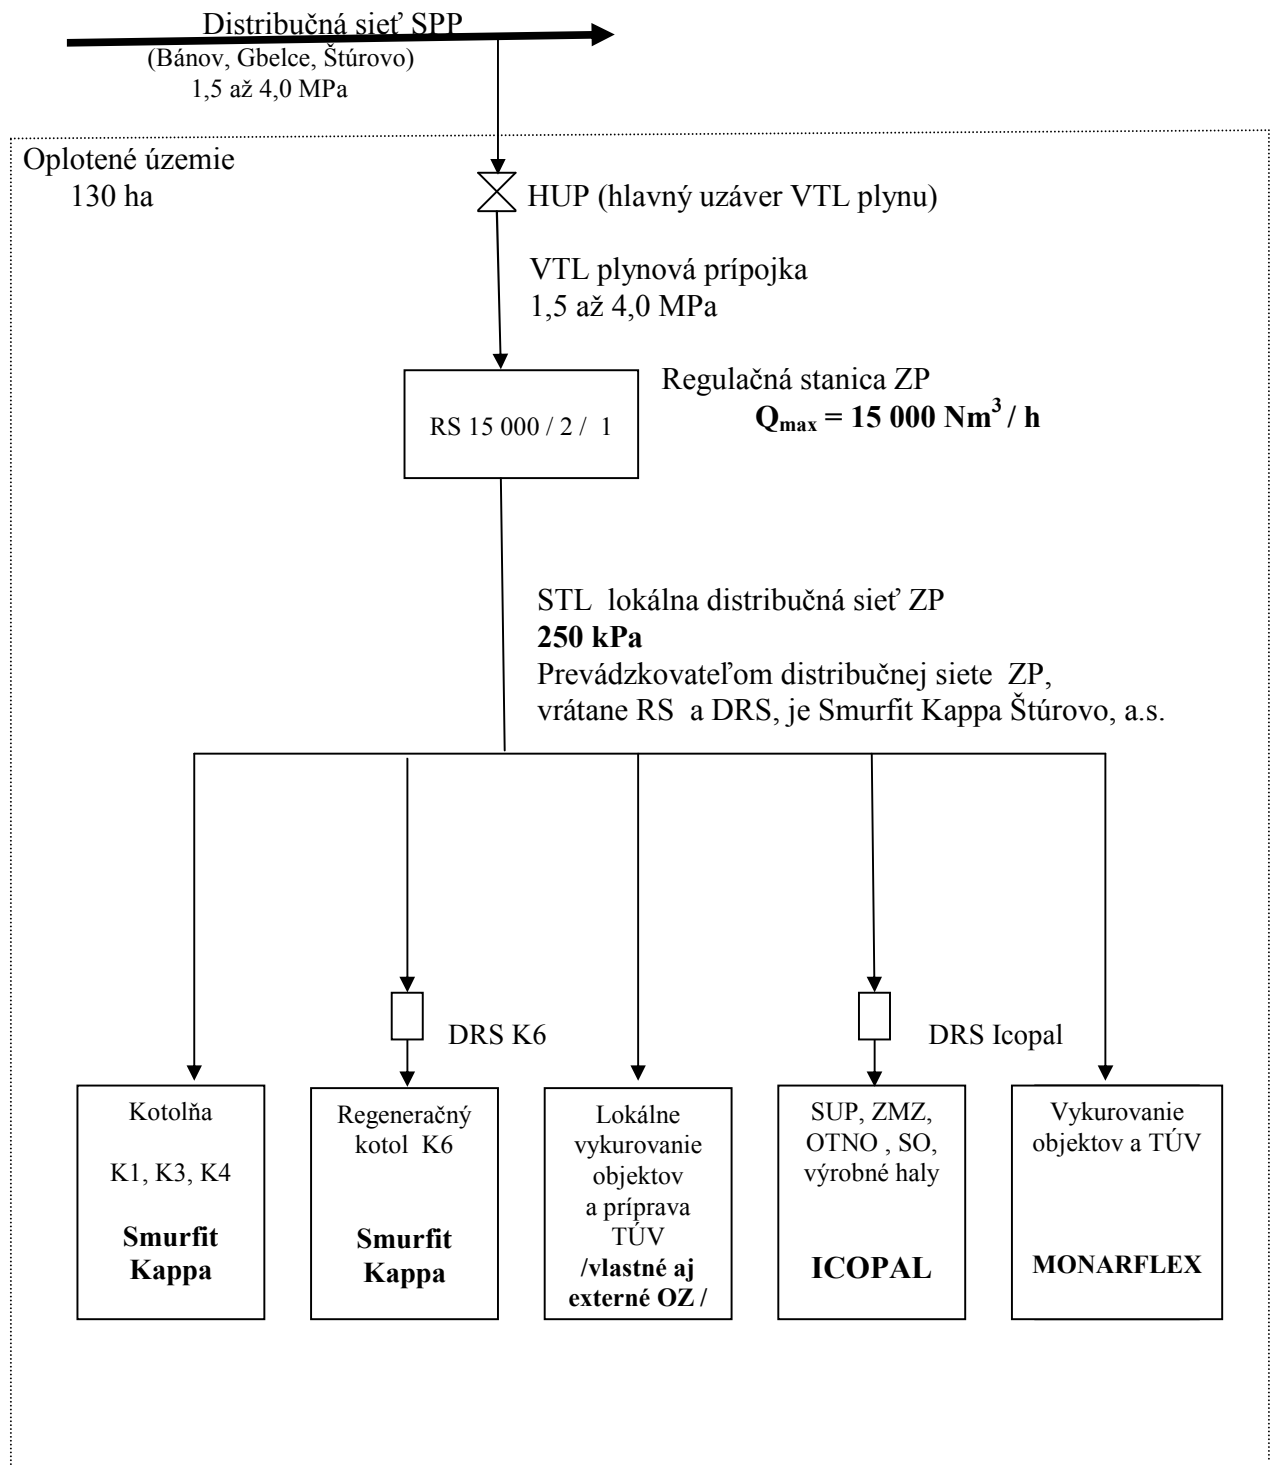 Distribučná sieť SPP
(Bánov, Gbelce, Štúrovo)
1,5 až 4,0 MPa
Oplotené územie
130 ha
HUP (hlavný uzáver VTL plynu)
VTL plynová prípojka
1,5 až 4,0 MPa
Regulačná stanica ZP
Qmax = 15 000 Nm³ / h
RS 15 000 / 2 / 1
STL lokálna distribučná sieť ZP
250 kPa
Prevádzkovateľom distribučnej siete ZP,
vrátane RS a DRS, je Smurfit Kappa Štúrovo, a.s.
DRS K6
DRS Icopal
Kotolňa
K1, K3, K4
Smurfit
Kappa
Regeneračný
kotol K6
Smurfit
Kappa
Lokálne
vykurovanie
objektov
a príprava
TÚV
/vlastné aj
externé OZ /
SUP, ZMZ,
OTNO , SO,
výrobné haly
ICOPAL
Vykurovanie
objektov a TÚV
MONARFLEX